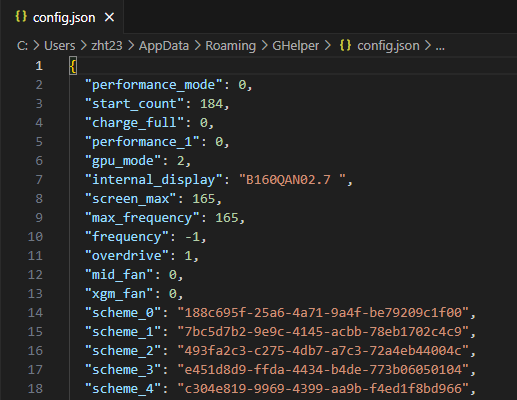 {} config.json ×
C: > Users > zht23 > AppData > Roaming > GHelper > {} config.json > ...
1 {
2 "performance_mode": 0,
3 "start_count": 184,
4 "charge_full": 0,
5 "performance_1": 0,
6 "gpu_mode": 2,
7 "internal_display": "B160QAN02.7 ",
8 "screen_max": 165,
9 "max_frequency": 165,
10 "frequency": -1,
11 "overdrive": 1,
12 "mid_fan": 0,
13 "xgm_fan": 0,
14 "scheme_0": "188c695f-25a6-4a71-9a4f-be79209c1f00",
15 "scheme_1": "7bc5d7b2-9e9c-4145-acbb-78eb1702c4c9",
16 "scheme_2": "493fa2c3-c275-4db7-a7c3-72a4eb44004c",
17 "scheme_3": "e451d8d9-ffda-4434-b4de-773b06050104",
18 "scheme_4": "c304e819-9969-4399-aa9b-f4ed1f8bd966",